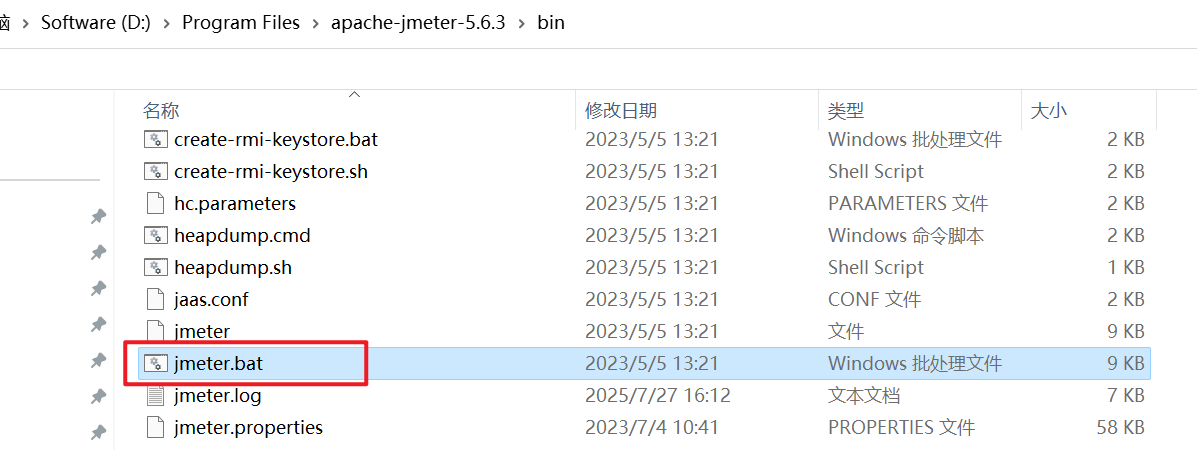 脑 › Software (D:) › Program Files › apache-jmeter-5.6.3 › bin
名称 修改日期 类型 大小
create-rmi-keystore.bat 2023/5/5 13:21 Windows 批处理文件 2 KB
create-rmi-keystore.sh 2023/5/5 13:21 Shell Script 2 KB
hc.parameters 2023/5/5 13:21 PARAMETERS 文件 2 KB
heapdump.cmd 2023/5/5 13:21 Windows 命令脚本 2 KB
heapdump.sh 2023/5/5 13:21 Shell Script 1 KB
jaas.conf 2023/5/5 13:21 CONF 文件 2 KB
jmeter 2023/5/5 13:21 文件 9 KB
jmeter.bat 2023/5/5 13:21 Windows 批处理文件 9 KB
jmeter.log 2025/7/27 16:12 文本文档 7 KB
jmeter.properties 2023/7/4 10:41 PROPERTIES 文件 58 KB